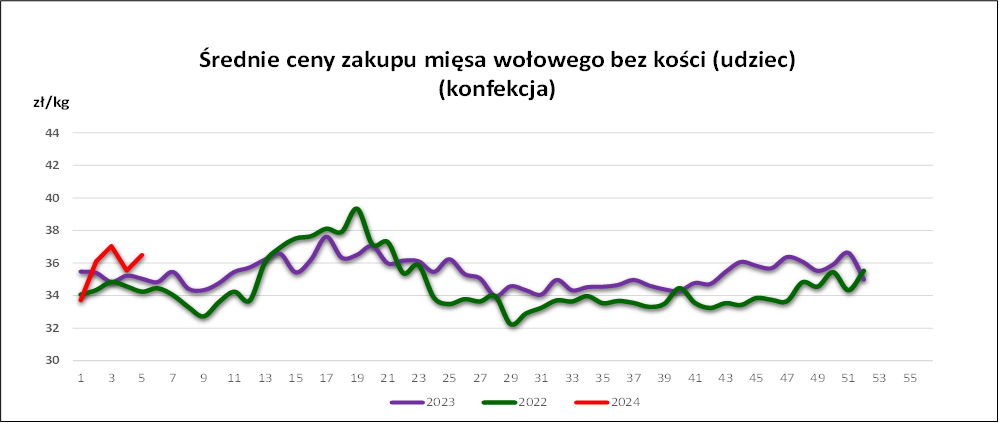 Średnie ceny zakupu mięsa wołowego bez kości (udziec)
(konfekcja)
zł/kg
44
42
40
38
36
34
32
30
1 3 5 7 9 11 13 15 17 19 21 23 25 27 29 31 33 35 37 39 41 43 45 47 49 51 53 55
2023 2022 2024